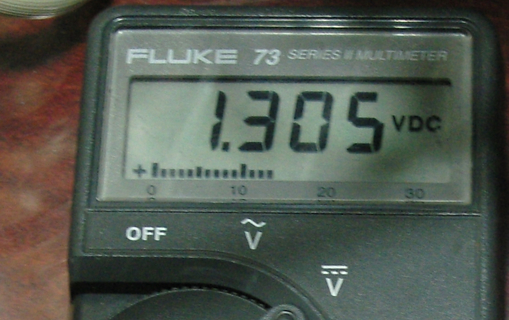 FLUKE 73 SERIES II MULTIMETER
1.305 VDC
+
0 10 20 30
OFF V V